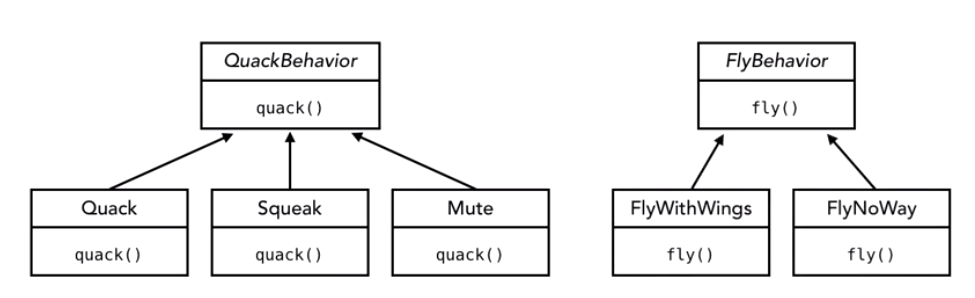 QuackBehavior
quack()
Quack
quack()
Squeak
quack()
Mute
quack()
FlyBehavior
fly()
FlyWithWings
fly()
FlyNoWay
fly()